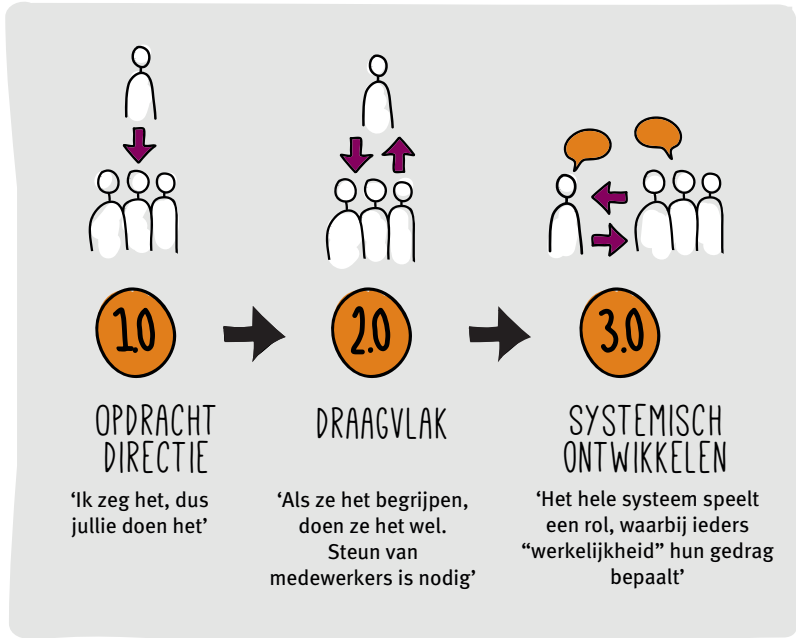 1.0
OPDRACHT
DIRECTIE
‘Ik zeg het, dus
jullie doen het’
2.0
DRAAGVLAK
‘Als ze het begrijpen,
doen ze het wel.
Steun van
medewerkers is nodig’
3.0
SYSTEMISCH
ONTWIKKELEN
‘Het hele systeem speelt
een rol, waarbij ieders
“werkelijkheid” hun gedrag
bepaalt’